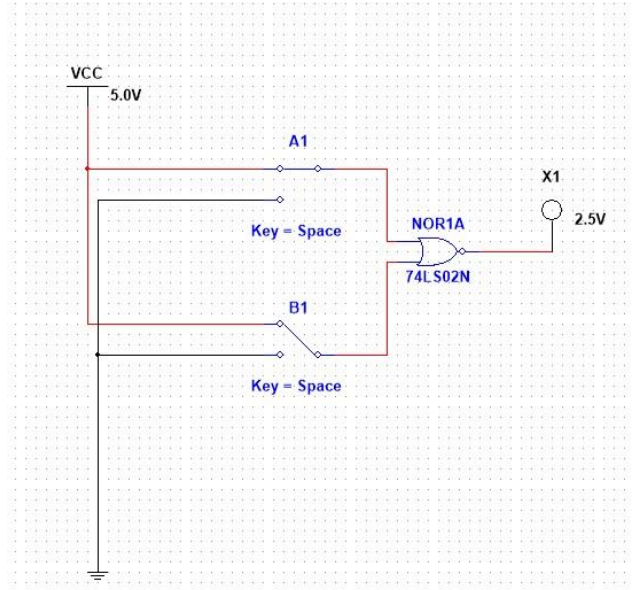 VCC
5.0V
A1
Key = Space
X1
2.5V
NOR1A
74LS02N
B1
Key = Space